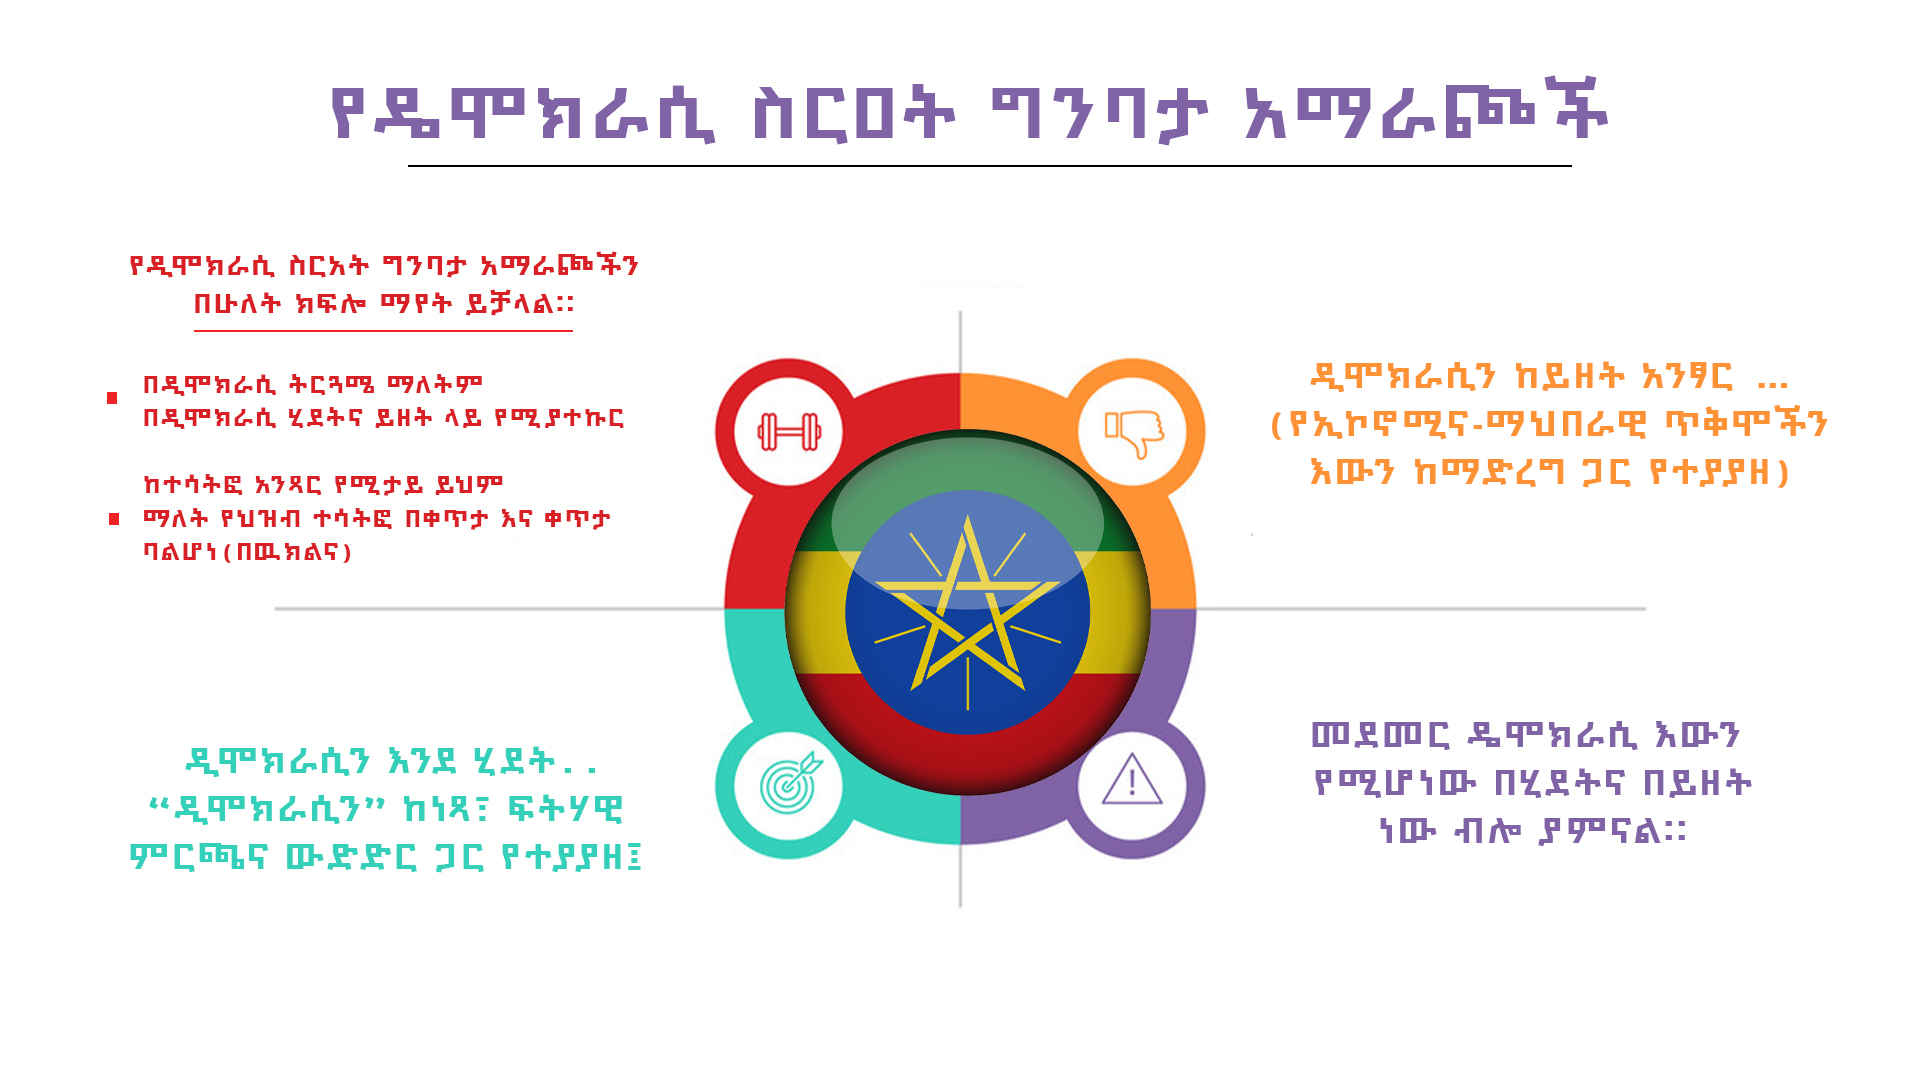 የዴሞክራሲ ስርዐት ግንባታ አማራጮች
የዲሞክራሲ ስርአት ግንባታ አማራጮችን
በሁለት ክፍሎ ማየት ይቻላል፡፡
በዲሞክራሲ ትርጓሜ ማለትም
በዲሞክራሲ ሂደትና ይዘት ላይ የሚያተኩር
ከተሳትፎ አንጻር የሚታይ ይህም
ማለት የህዝብ ተሳትፎ በቀጥታ እና ቀጥታ
ባልሆነ(በዉክልና)
ዲሞክራሲን ከይዘት አንፃር ...
(የኢኮኖሚና-ማህበራዊ ጥቅሞችን
እውን ከማድረግ ጋር የተያያዘ)
ዲሞክራሲን እንደ ሂደት..
“ዲሞክራሲን” ከነጻ፣ ፍትሃዊ
ምርጫና ውድድር ጋር የተያያዘ፤
መደመር ዴሞክራሲ እውን
የሚሆነው በሂደትና በይዘት
ነው ብሎ ያምናል፡፡